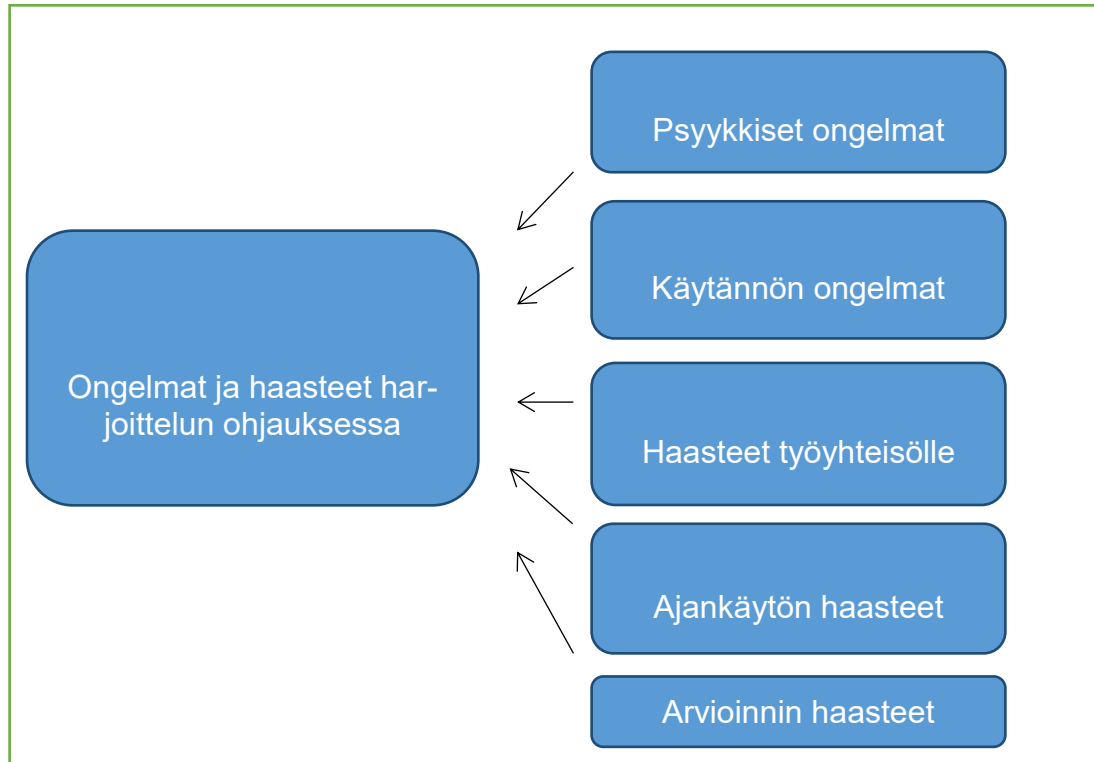 Psyykkiset ongelmat
Käytännön ongelmat
Ongelmat ja haasteet har-
joittelun ohjauksessa
Haasteet työyhteisölle
Ajankäytön haasteet
Arvioinnin haasteet